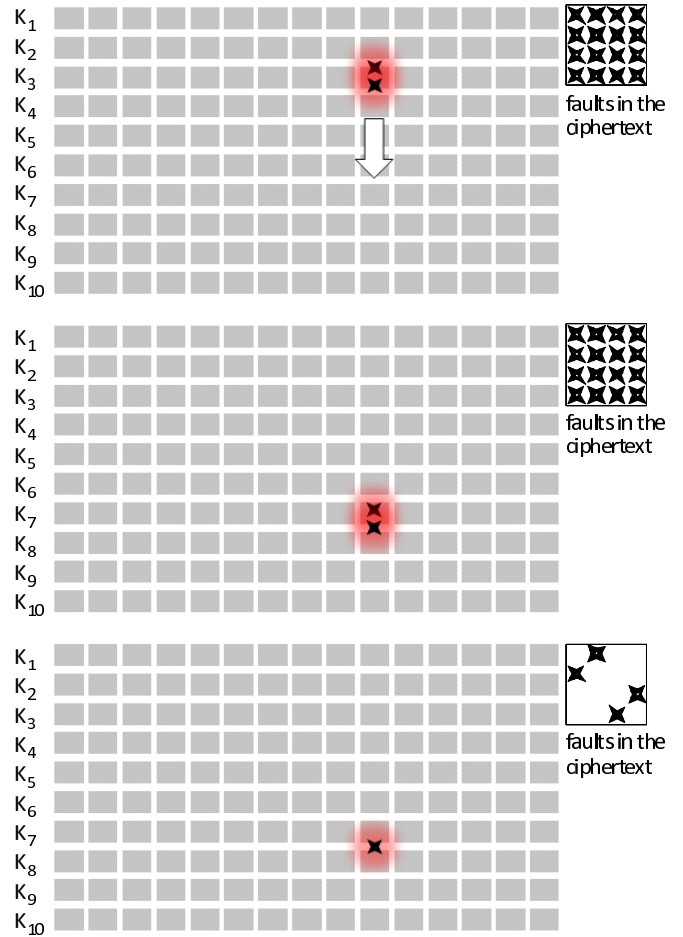 K1
K2
K3
K4
K5
K6
K7
K8
K9
K10
faults in the
ciphertext
K1
K2
K3
K4
K5
K6
K7
K8
K9
K10
faults in the
ciphertext
K1
K2
K3
K4
K5
K6
K7
K8
K9
K10
faults in the
ciphertext